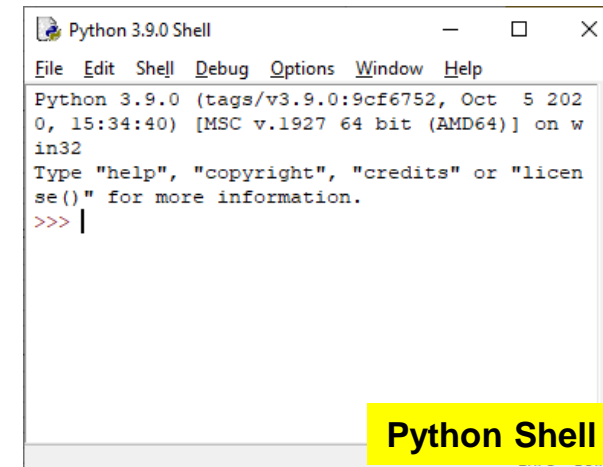 Python 3.9.0 Shell
File Edit Shell Debug Options Window Help
Python 3.9.0 (tags/v3.9.0:9cf6752, Oct  5 202
0, 15:34:40) [MSC v.1927 64 bit (AMD64)] on w
in32
Type "help", "copyright", "credits" or "licen
se()" for more information.
>>>
Python Shell